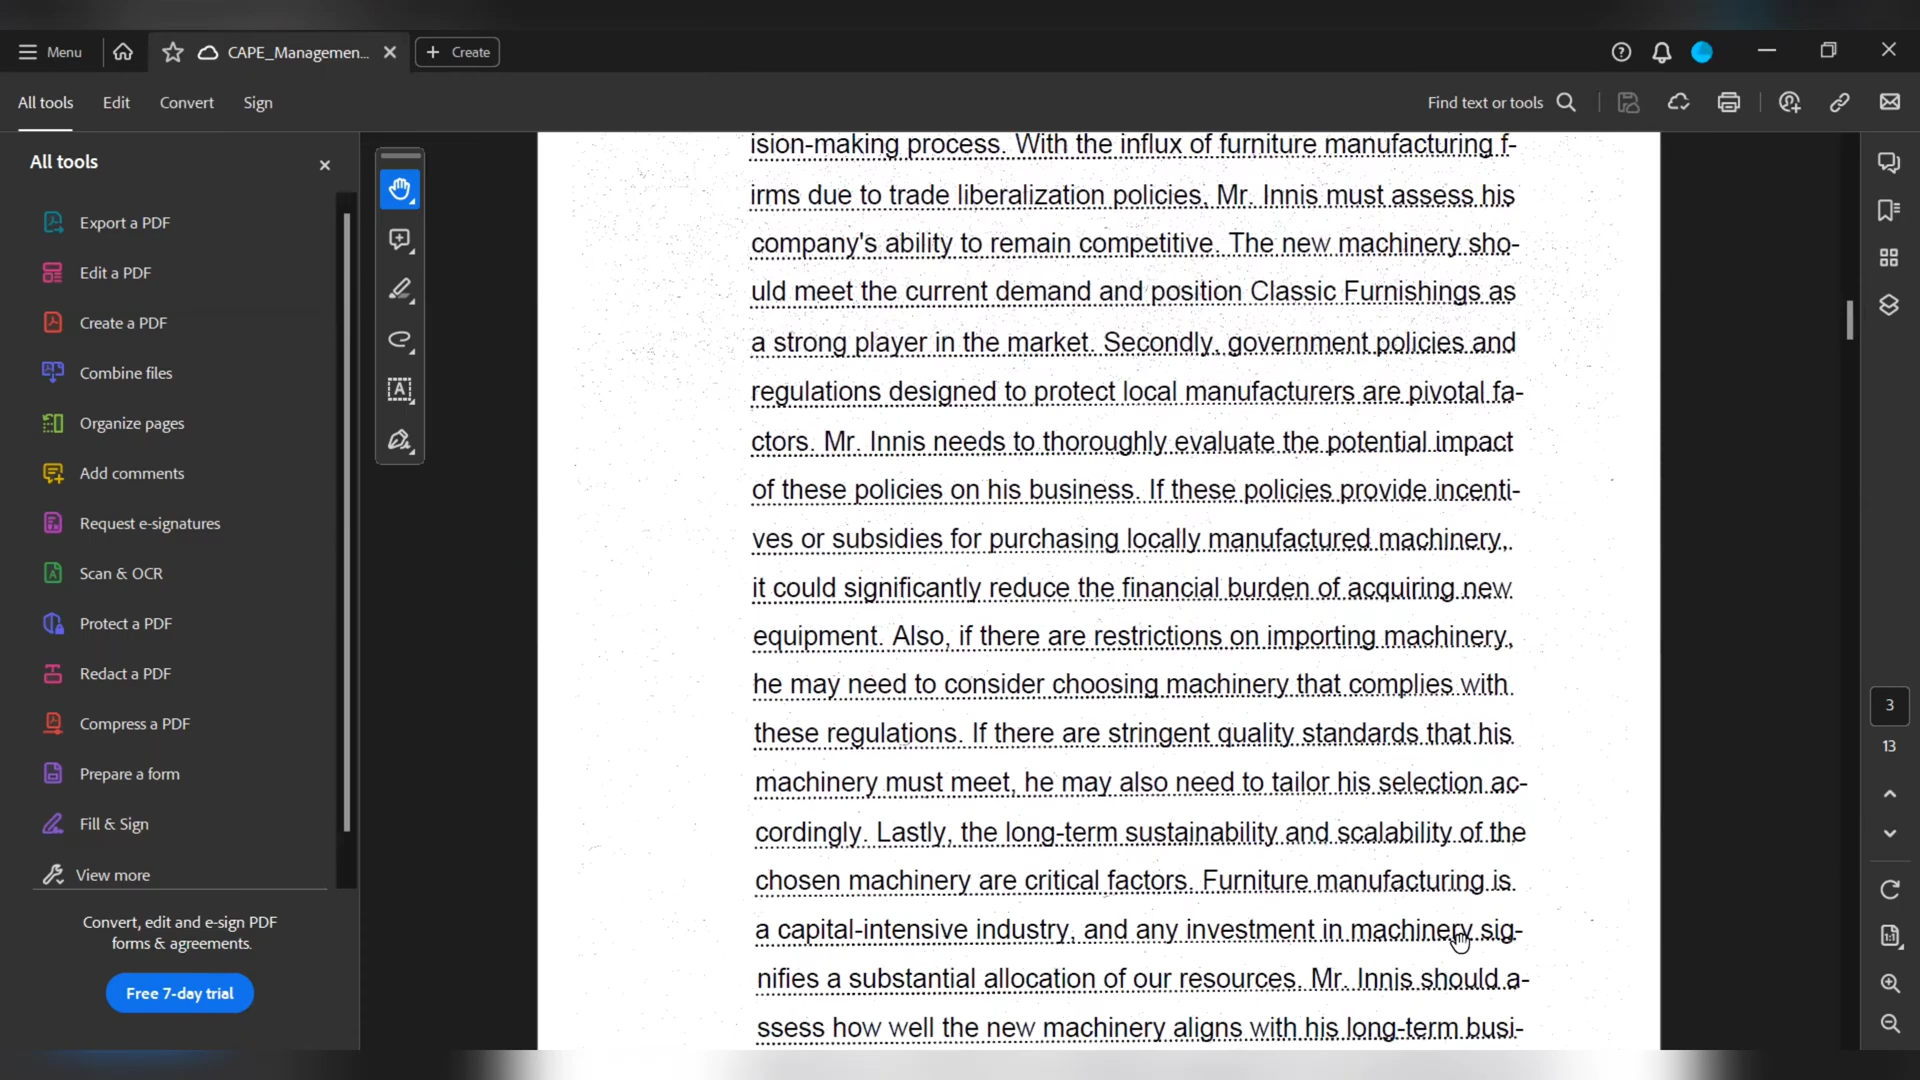 Menu
CAPE_Managemen...
Create
All tools
Edit
Convert
Sign
Find text or tools
All tools
Export a PDF
Edit a PDF
Create a PDF
Combine files
Organize pages
Add comments
Request e-signatures
Scan & OCR
Protect a PDF
Redact a PDF
Compress a PDF
Prepare a form
Fill & Sign
View more
Convert, edit and e-sign PDF
forms & agreements.
Free 7-day trial
ision-making process. With the influx of furniture manufacturing f-
irms due to trade liberalization policies, Mr. Innis must assess his
company's ability to remain competitive. The new machinery sho-
uld meet the current demand and position Classic Furnishings as
a strong player in the market. Secondly, government policies and
regulations designed to protect local manufacturers are pivotal fa-
ctors. Mr. Innis needs to thoroughly evaluate the potential impact
of these policies on his business. If these policies provide incenti-
ves or subsidies for purchasing locally manufactured machinery,
it could significantly reduce the financial burden of acquiring new
equipment. Also, if there are restrictions on importing machinery,
he may need to consider choosing machinery that complies with
these regulations. If there are stringent quality standards that his
machinery must meet, he may also need to tailor his selection ac-
cordingly. Lastly, the long-term sustainability and scalability of the
chosen machinery are critical factors. Furniture manufacturing is
a capital-intensive industry, and any investment in machinery sig-
nifies a substantial allocation of our resources. Mr. Innis should a-
ssess how well the new machinery aligns with his long-term busi-
3
13
1:1